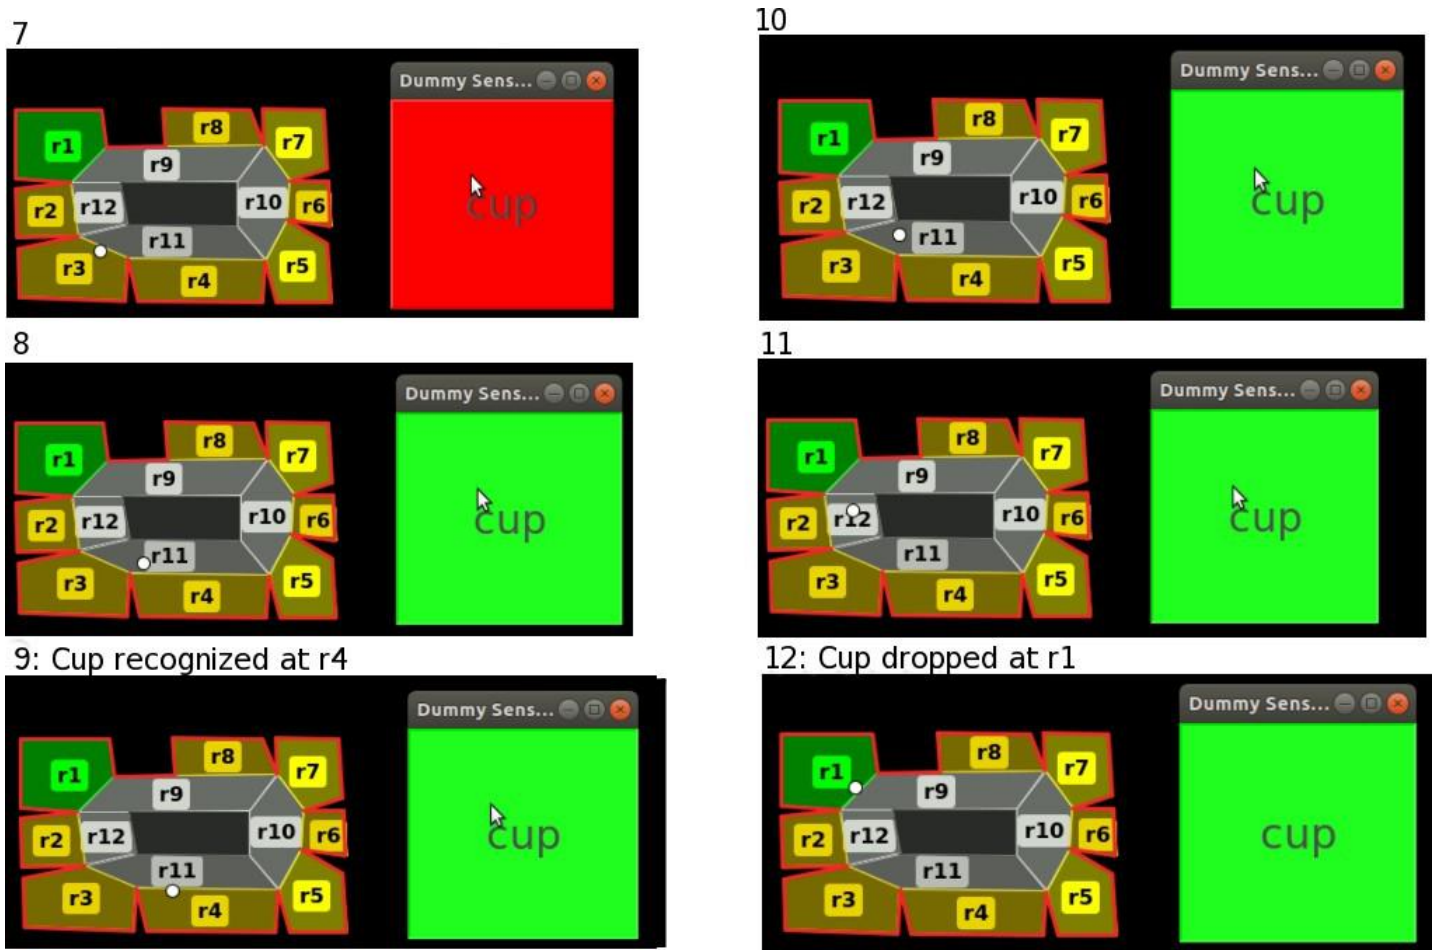 7
Dummy Sens...
r1
r8
r7
r9
r2
r12
r10
r6
r11
r3
r4
r5
cup
8
Dummy Sens...
r1
r8
r7
r9
r2
r12
r10
r6
r11
r3
r4
r5
cup
9: Cup recognized at r4
Dummy Sens...
r1
r8
r7
r9
r2
r12
r10
r6
r11
r3
r4
r5
cup
10
Dummy Sens...
r1
r8
r7
r9
r2
r12
r10
r6
r11
r3
r4
r5
cup
11
Dummy Sens...
r1
r8
r7
r9
r2
r12
r10
r6
r11
r3
r4
r5
cup
12: Cup dropped at r1
Dummy Sens...
r1
r8
r7
r9
r2
r12
r10
r6
r11
r3
r4
r5
cup